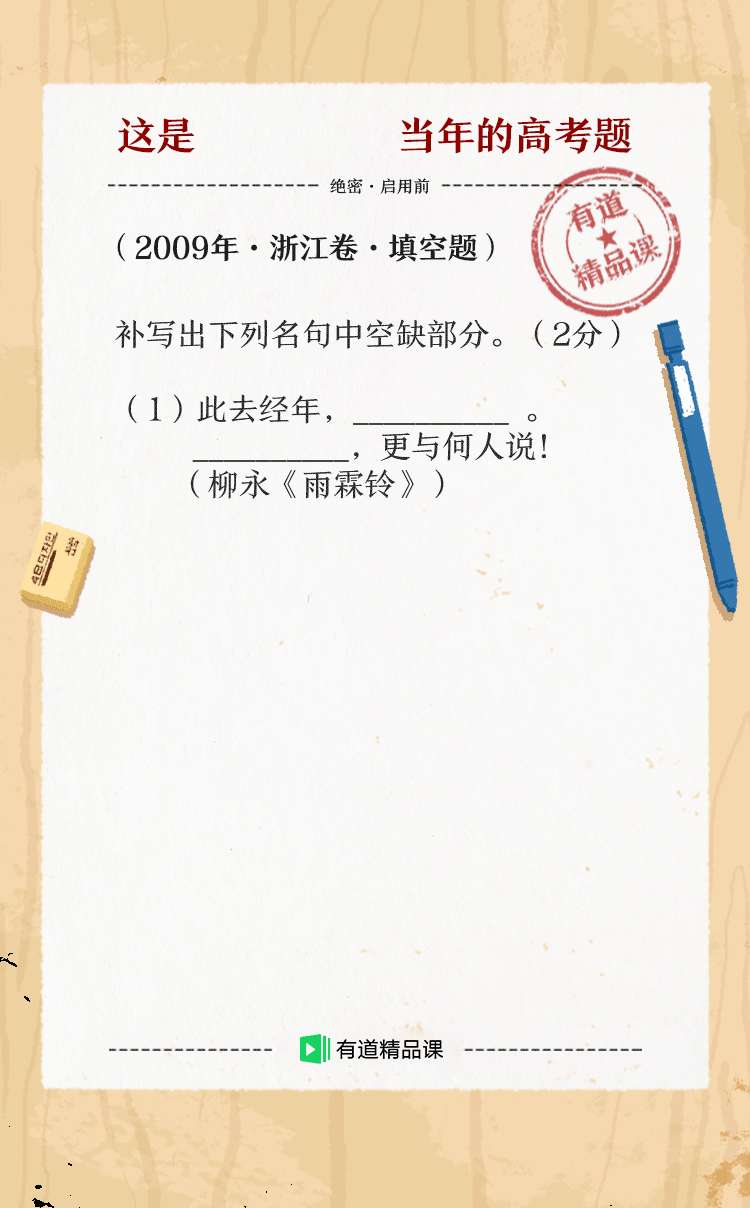 这是 当年的高考题
绝密·启用前
有道
精品课
（2009年·浙江卷·填空题）
补写出下列名句中空缺部分。（2分）
（1）此去经年，__________ 。
__________，更与何人说！
（柳永《雨霖铃》）
有道精品课